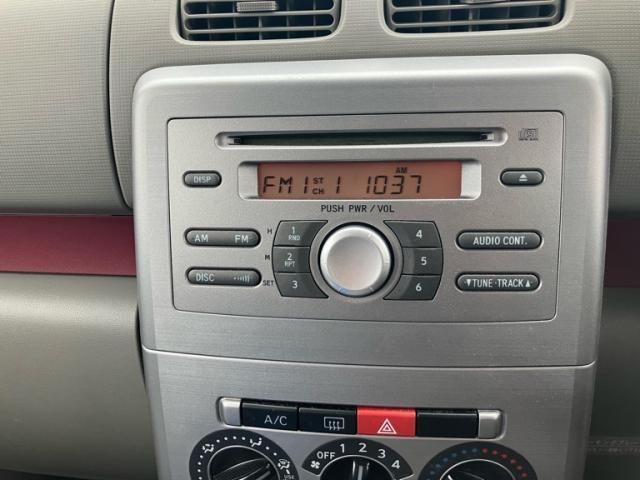 DISP
AM
FM1 ST CH 1 1037
PUSH PWR / VOL
AM FM
H 1 RND
4
AUDIO CONT.
M 2 RPT
5
DISC
SET 3
6
▼TUNE·TRACK▲
A/C
OFF 1 2 3 4